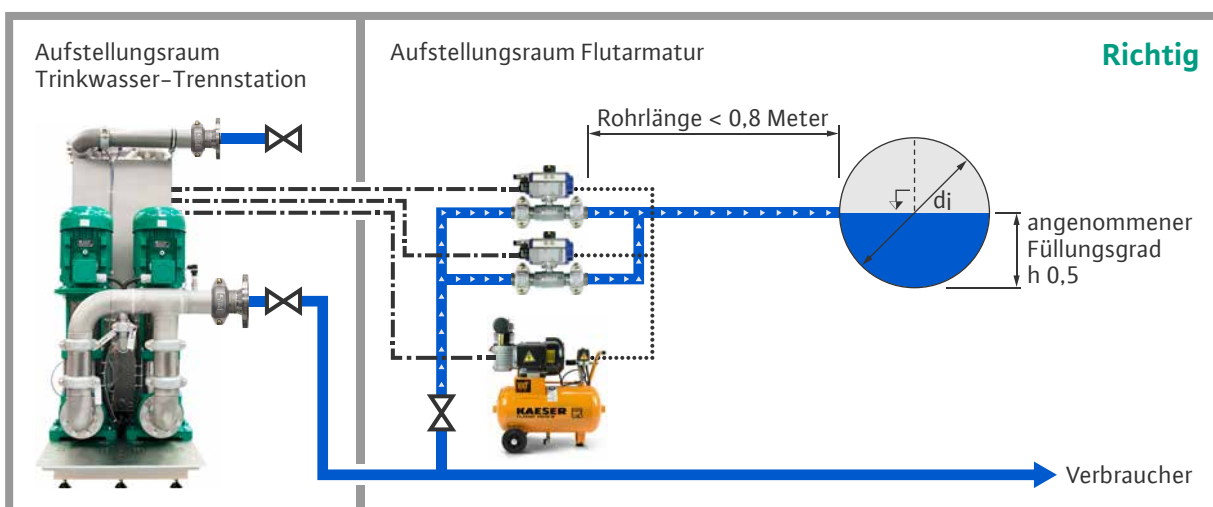 Aufstellungsraum
Trinkwasser-Trennstation
Aufstellungsraum Flutarmatur
Richtig
Rohrlänge < 0,8 Meter
di
angenommener
Füllungsgrad
h 0,5
KAESER
Verbraucher